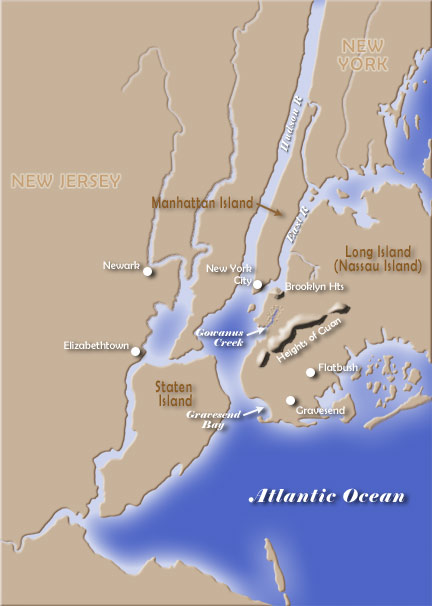 NEW
YORK
Hudson R
NEW JERSEY
Manhattan Island
East R
Long Island
(Nassau Island)
Newark
New York
City
Brooklyn Hts
Gowanus
Creek
Heights of Guan
Elizabethtown
Flatbush
Staten
Island
Gravesend
Bay
Gravesend
Atlantic Ocean